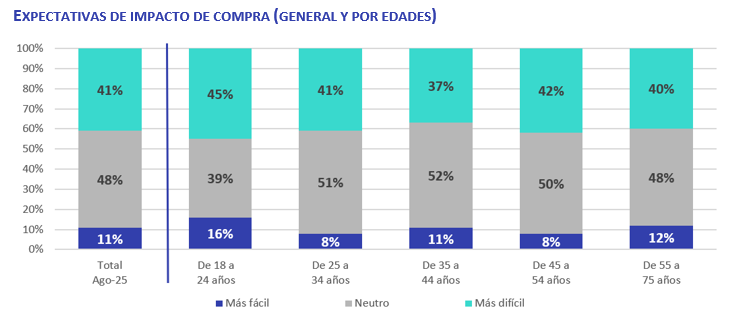 EXPECTATIVAS DE IMPACTO DE COMPRA (GENERAL Y POR EDADES)
100%
90%
80%
70%
60%
50%
40%
30%
20%
10%
0%
41% 45% 41% 37% 42% 40%
48% 39% 51% 52% 50% 48%
11% 16% 8% 11% 8% 12%
Total De 18 a De 25 a De 35 a De 45 a De 55 a
Ago-25 24 años 34 años 44 años 54 años 75 años
Más fácil Neutro Más difícil